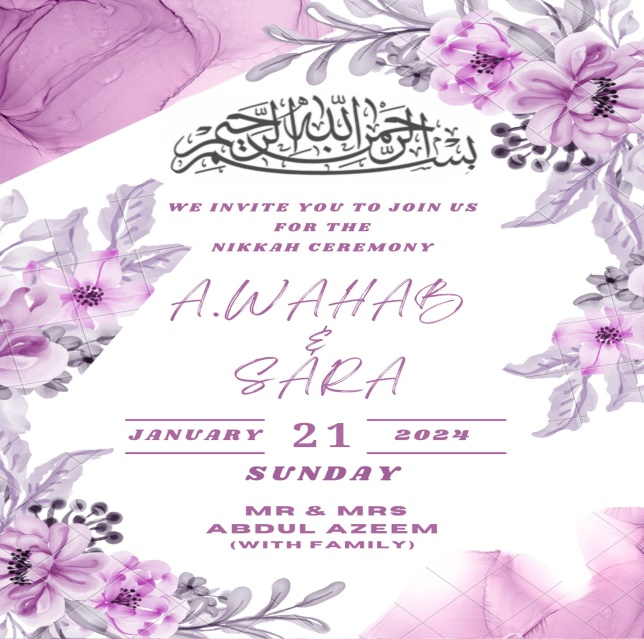 بسم الله الرحمن الرحيم
WE INVITE YOU TO JOIN US
FOR THE
NIKKAH CEREMONY
A.WAHAB
&
SARA
JANUARY 21 2024
SUNDAY
MR & MRS
ABDUL AZEEM
(WITH FAMILY)